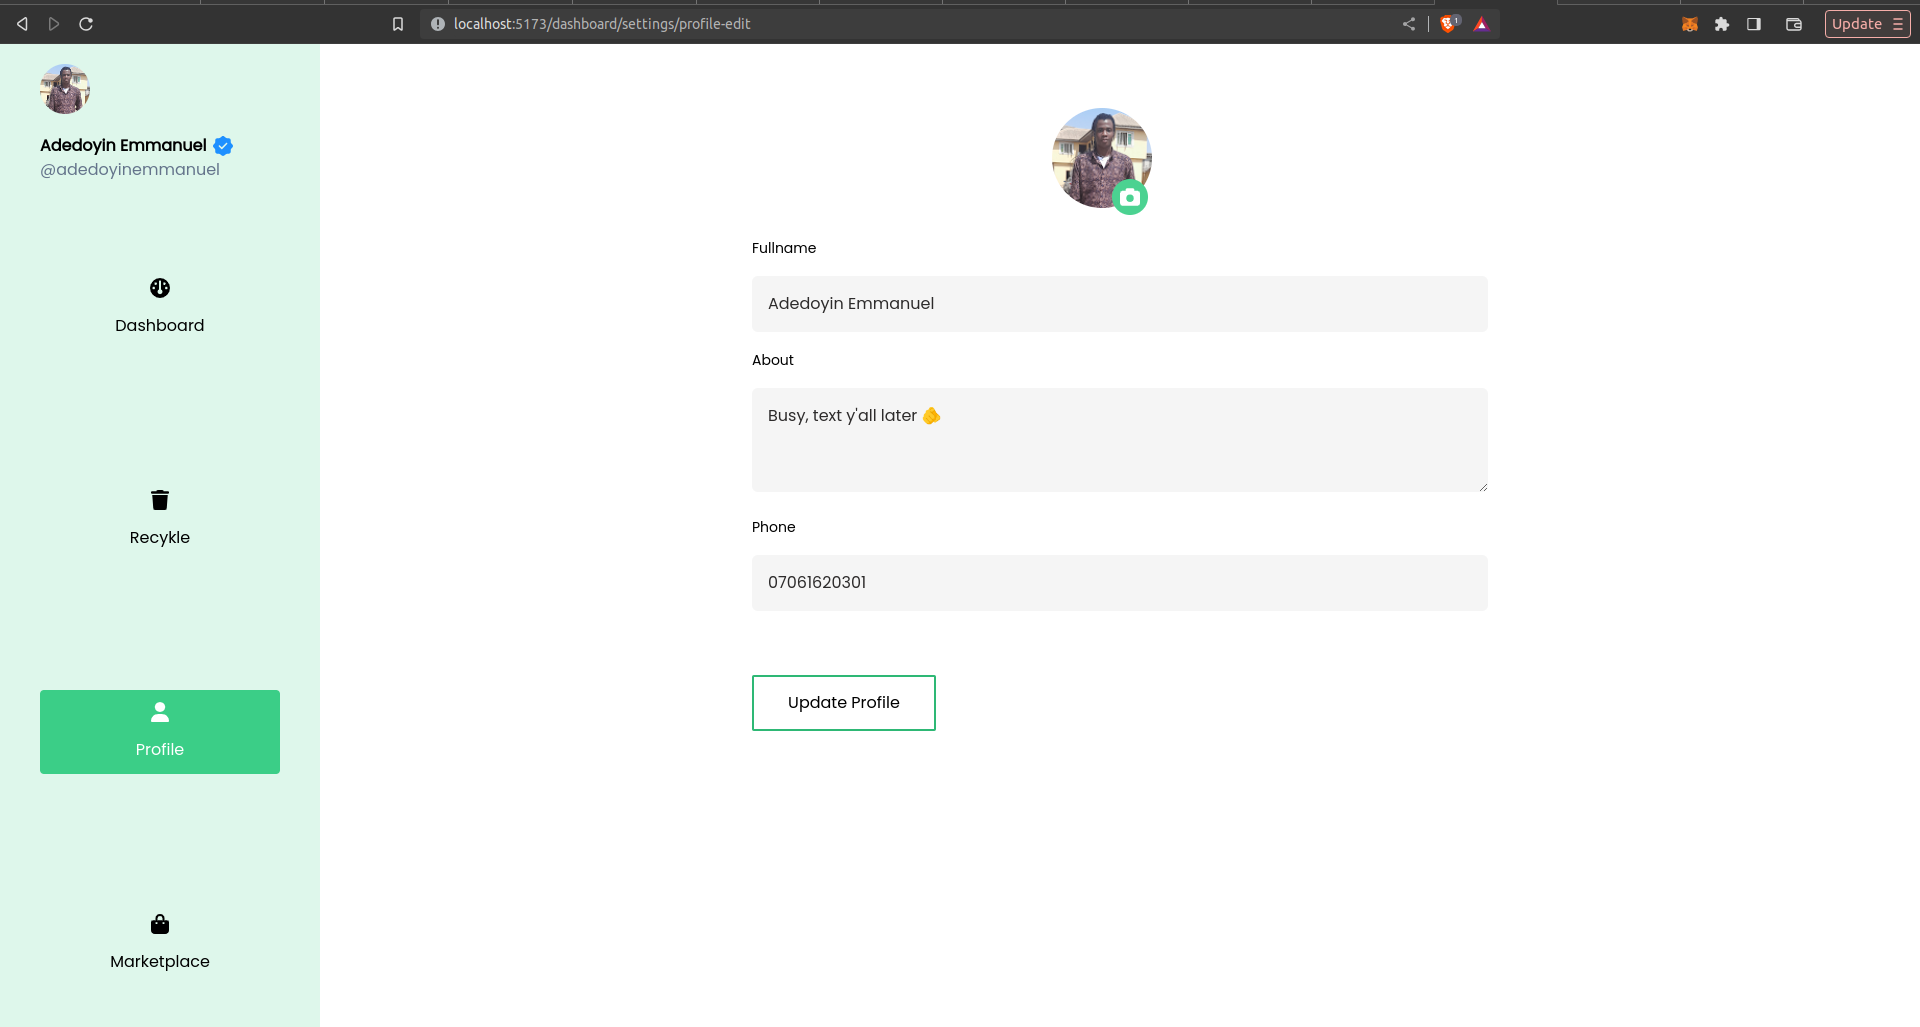 localhost:5173/dashboard/settings/profile-edit
1
Update
Adedoyin Emmanuel
@adedoyinemmanuel
Dashboard
Recykle
Profile
Marketplace
Fullname
Adedoyin Emmanuel
About
Busy, text y'all later 🫵
Phone
07061620301
Update Profile